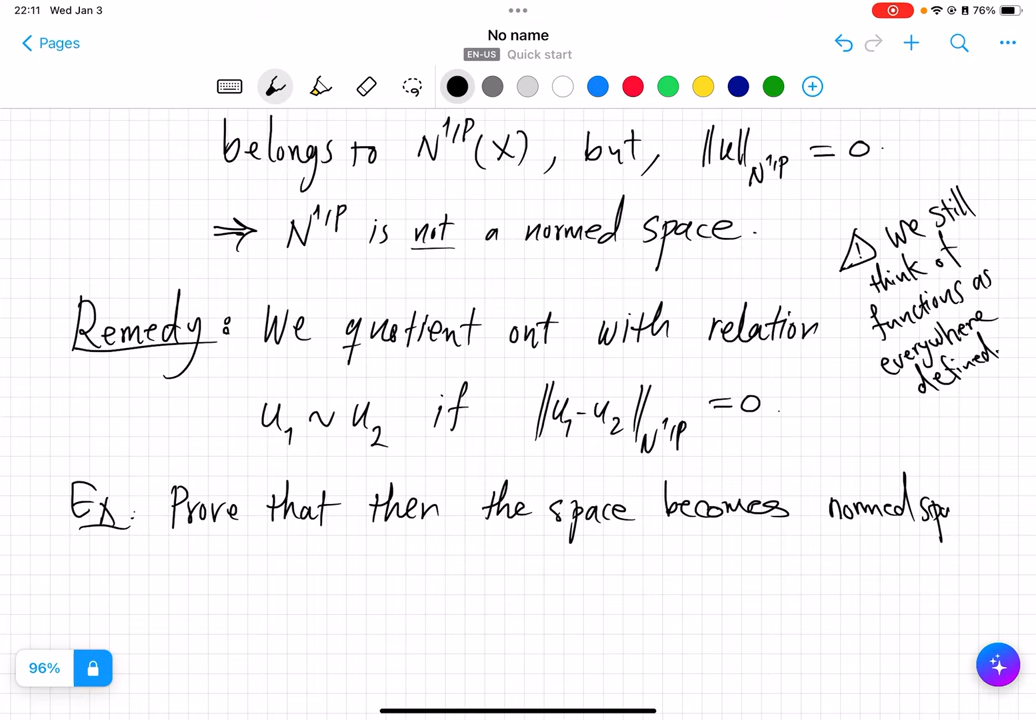 22:11 Wed Jan 3
76%
Pages
No name
EN-US Quick start
belongs to N^{1,p}(X), but, ||u||_{N^{1,p}} = 0.
⇒ N^{1,p} is not a normed space.
⚠ we still
think of
functions as
everywhere
defined.
Remedy: We quotient out with relation
u_1 ~ u_2 if ||u_1 - u_2||_{N^{1,p}} = 0.
Ex: Prove that then the space becomes normed spa
96%